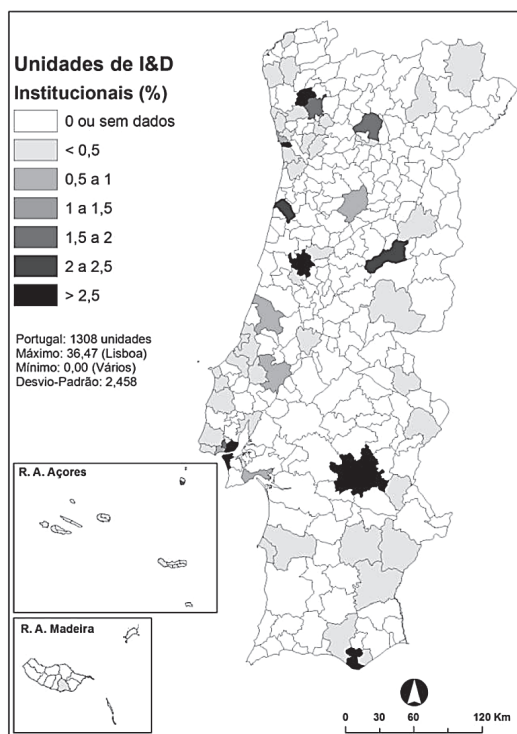 Unidades de I&D
Institucionais (%)
0 ou sem dados
< 0,5
0,5 a 1
1 a 1,5
1,5 a 2
2 a 2,5
> 2,5
Portugal: 1308 unidades
Máximo: 36,47 (Lisboa)
Mínimo: 0,00 (Vários)
Desvio-Padrão: 2,458
R. A. Açores
R. A. Madeira
0 30 60 120 Km